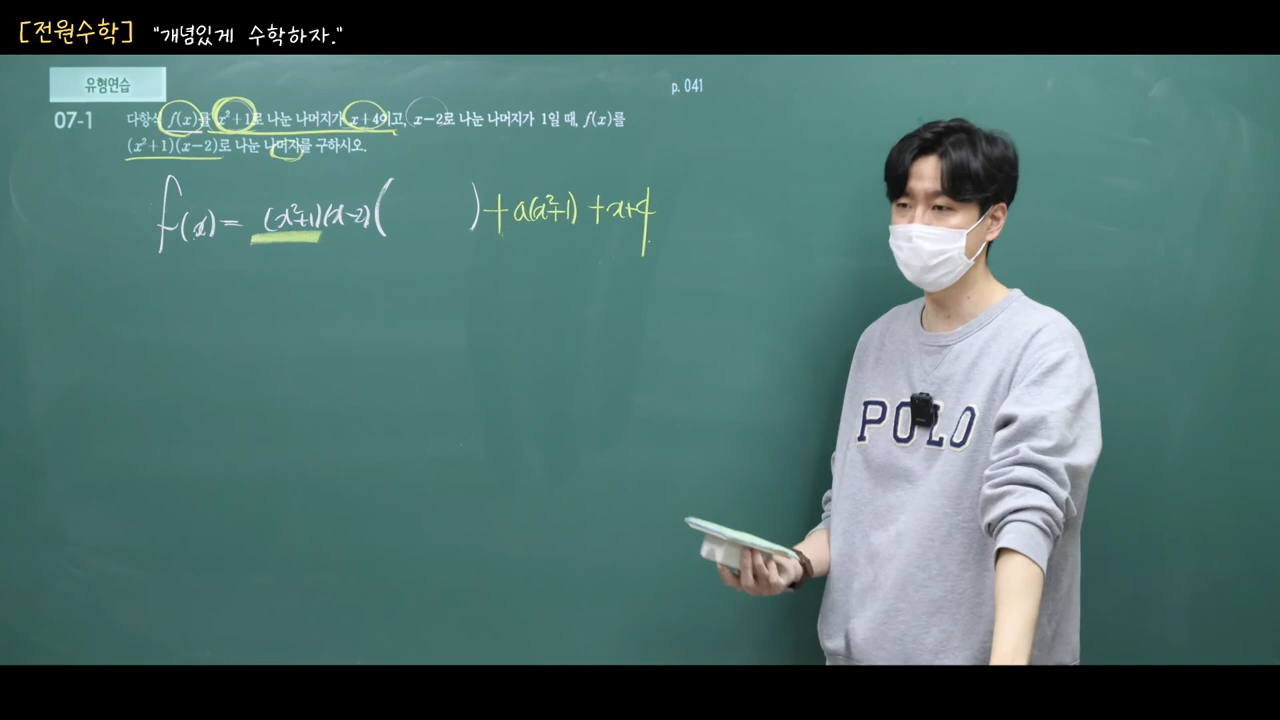 [전원수학] "개념있게 수학하자."
유형연습
p. 041
07-1 다항식 f(x)를 x²+1로 나눈 나머지가 x+4이고, x-2로 나눈 나머지가 1일 때, f(x)를
(x²+1)(x-2)로 나눈 나머지를 구하시오.
f(x) = (x²+1)(x-2)( ) + a(x²+1) + x+4
POLO